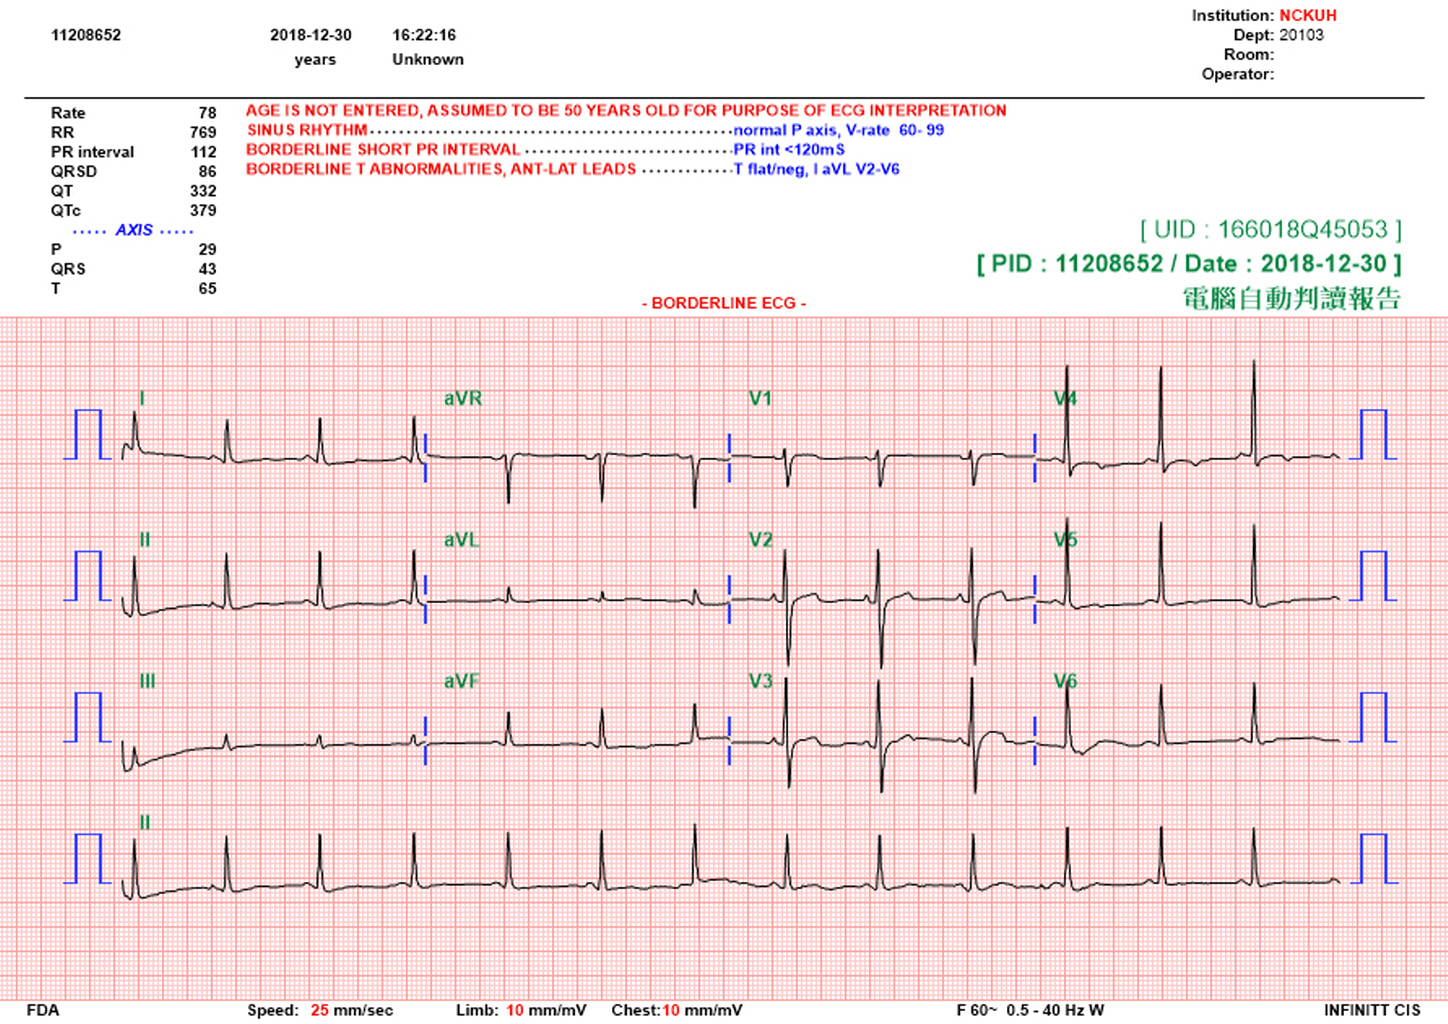 Institution: NCKUH
11208652 2018-12-30 16:22:16 Dept: 20103
years Unknown Room:
Operator:
Rate 78 AGE IS NOT ENTERED, ASSUMED TO BE 50 YEARS OLD FOR PURPOSE OF ECG INTERPRETATION
RR 769 SINUS RHYTHM··················································normal P axis, V-rate 60- 99
PR interval 112 BORDERLINE SHORT PR INTERVAL·····························PR int <120mS
QRSD 86 BORDERLINE T ABNORMALITIES, ANT-LAT LEADS·············T flat/neg, I aVL V2-V6
QT 332
QTc 379
····· AXIS ·····
P 29
QRS 43
T 65
[ UID : 166018Q45053 ]
[ PID : 11208652 / Date : 2018-12-30 ]
電腦自動判讀報告
- BORDERLINE ECG -
I aVR V1 V4
II aVL V2 V5
III aVF V3 V6
II
FDA Speed: 25 mm/sec Limb: 10 mm/mV Chest:10 mm/mV F 60~ 0.5 - 40 Hz W INFINITT CIS